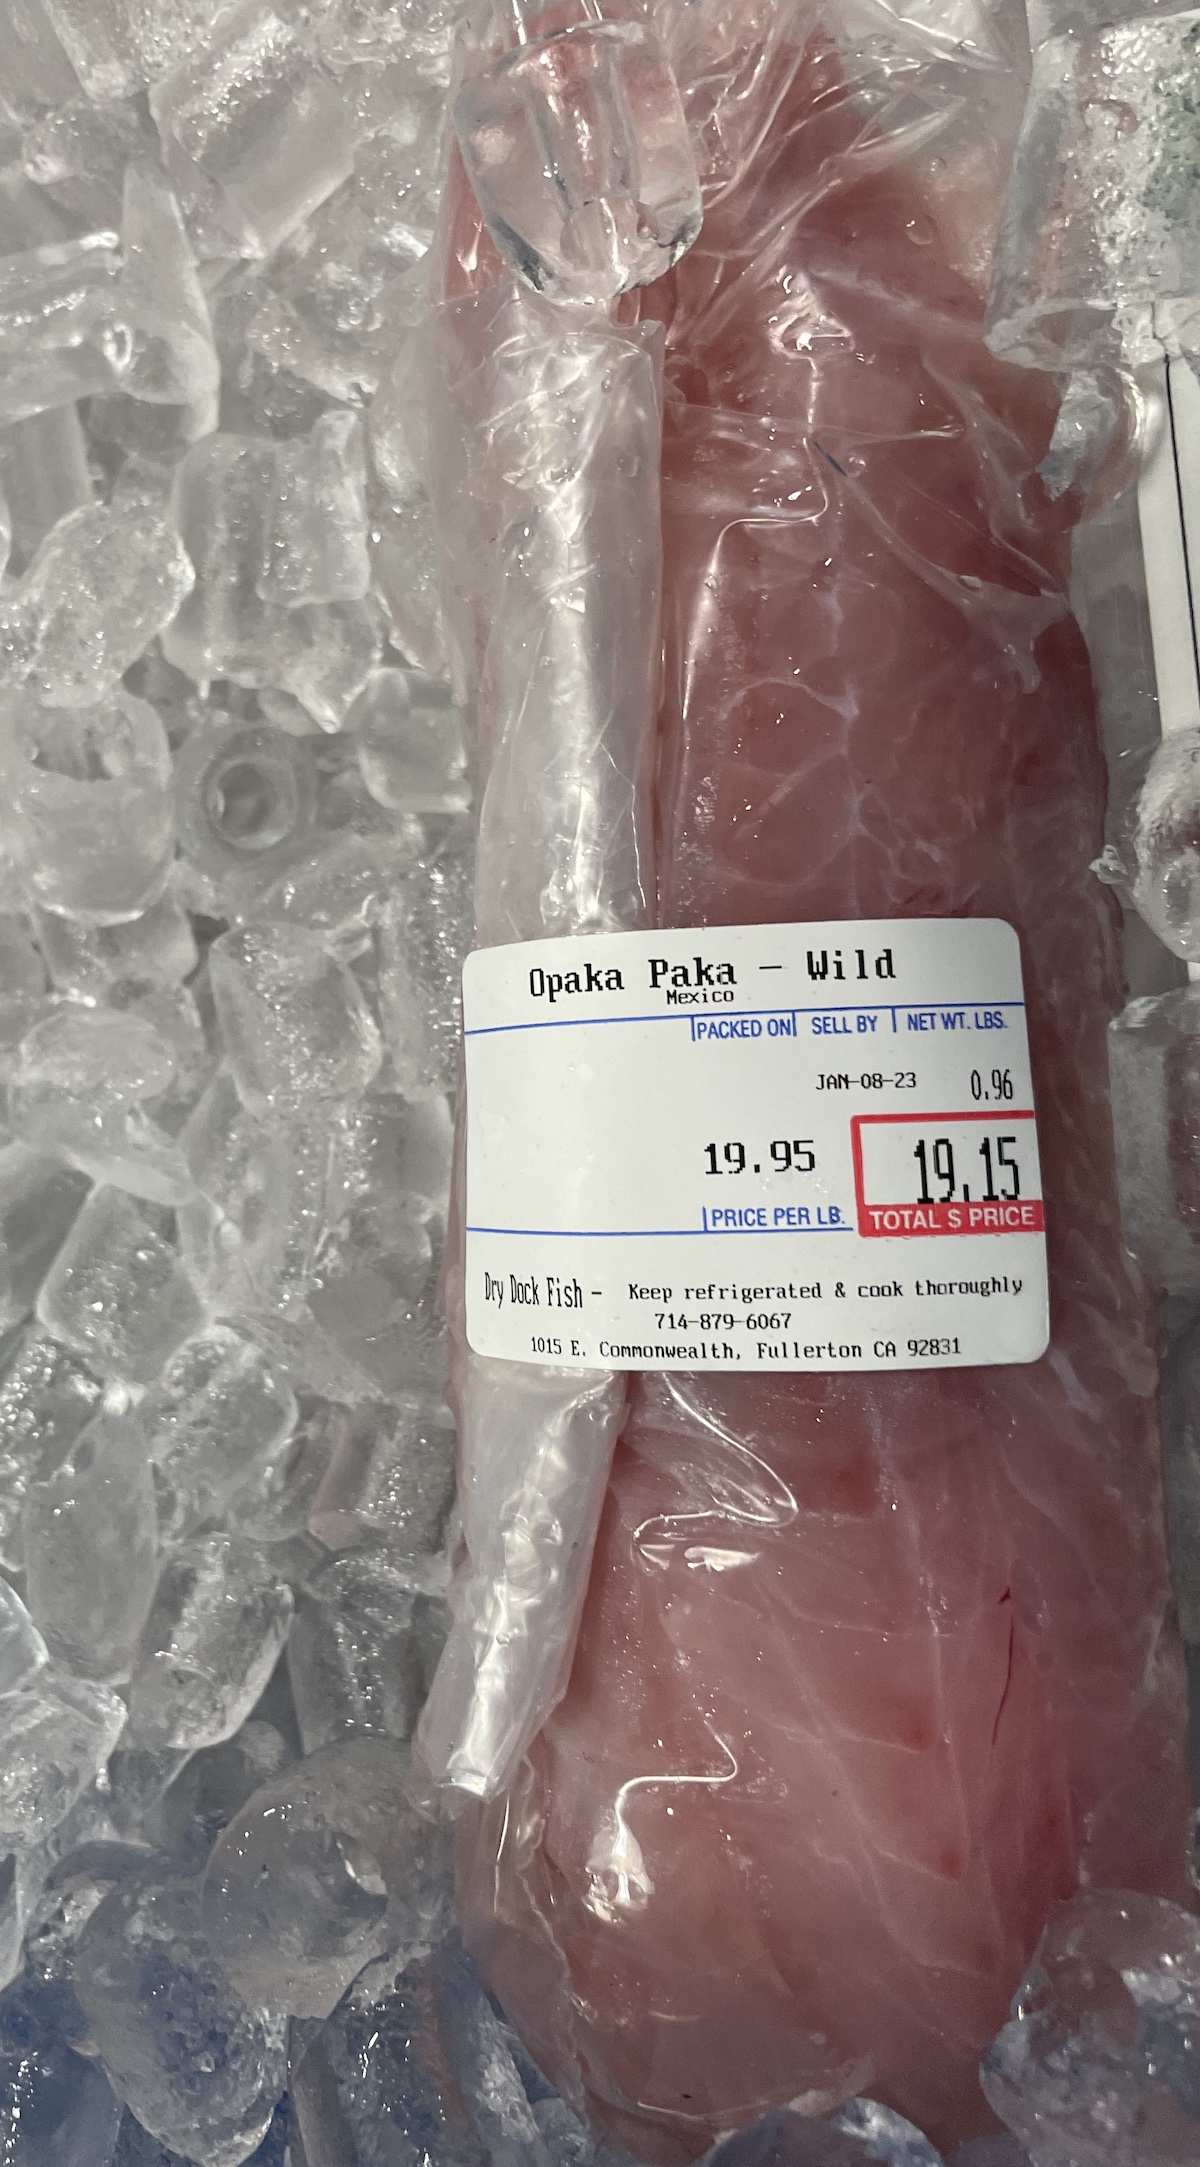 Opaka Paka - Wild
Mexico
PACKED ON SELL BY NET WT. LBS.
JAN-08-23 0.96
19.95 19.15
PRICE PER LB. TOTAL $ PRICE
Dry Dock Fish - Keep refrigerated & cook thoroughly
714-879-6067
1015 E. Commonwealth, Fullerton CA 92831